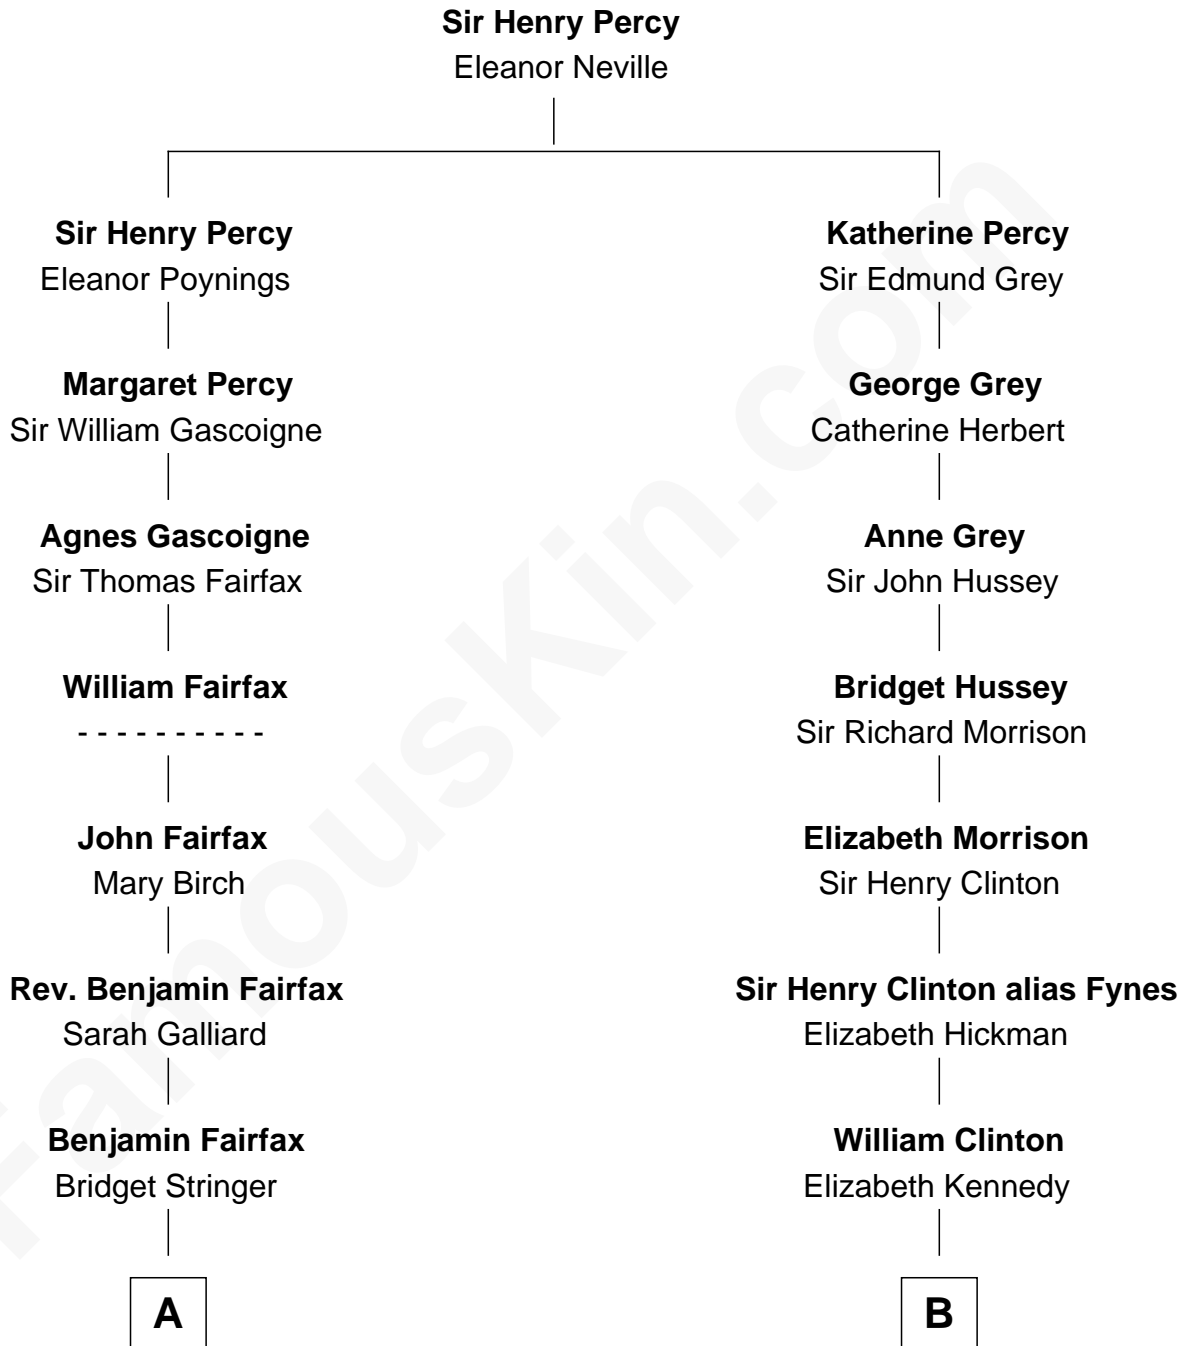 Sir Henry Percy
Eleanor Neville
Sir Henry Percy
Eleanor Poynings
Katherine Percy
Sir Edmund Grey
Margaret Percy
Sir William Gascoigne
George Grey
Catherine Herbert
Agnes Gascoigne
Sir Thomas Fairfax
Anne Grey
Sir John Hussey
William Fairfax
- - - - - - - - - -
Bridget Hussey
Sir Richard Morrison
John Fairfax
Mary Birch
Elizabeth Morrison
Sir Henry Clinton
Rev. Benjamin Fairfax
Sarah Galliard
Sir Henry Clinton alias Fynes
Elizabeth Hickman
Benjamin Fairfax
Bridget Stringer
William Clinton
Elizabeth Kennedy
A
B
FamousKin.com